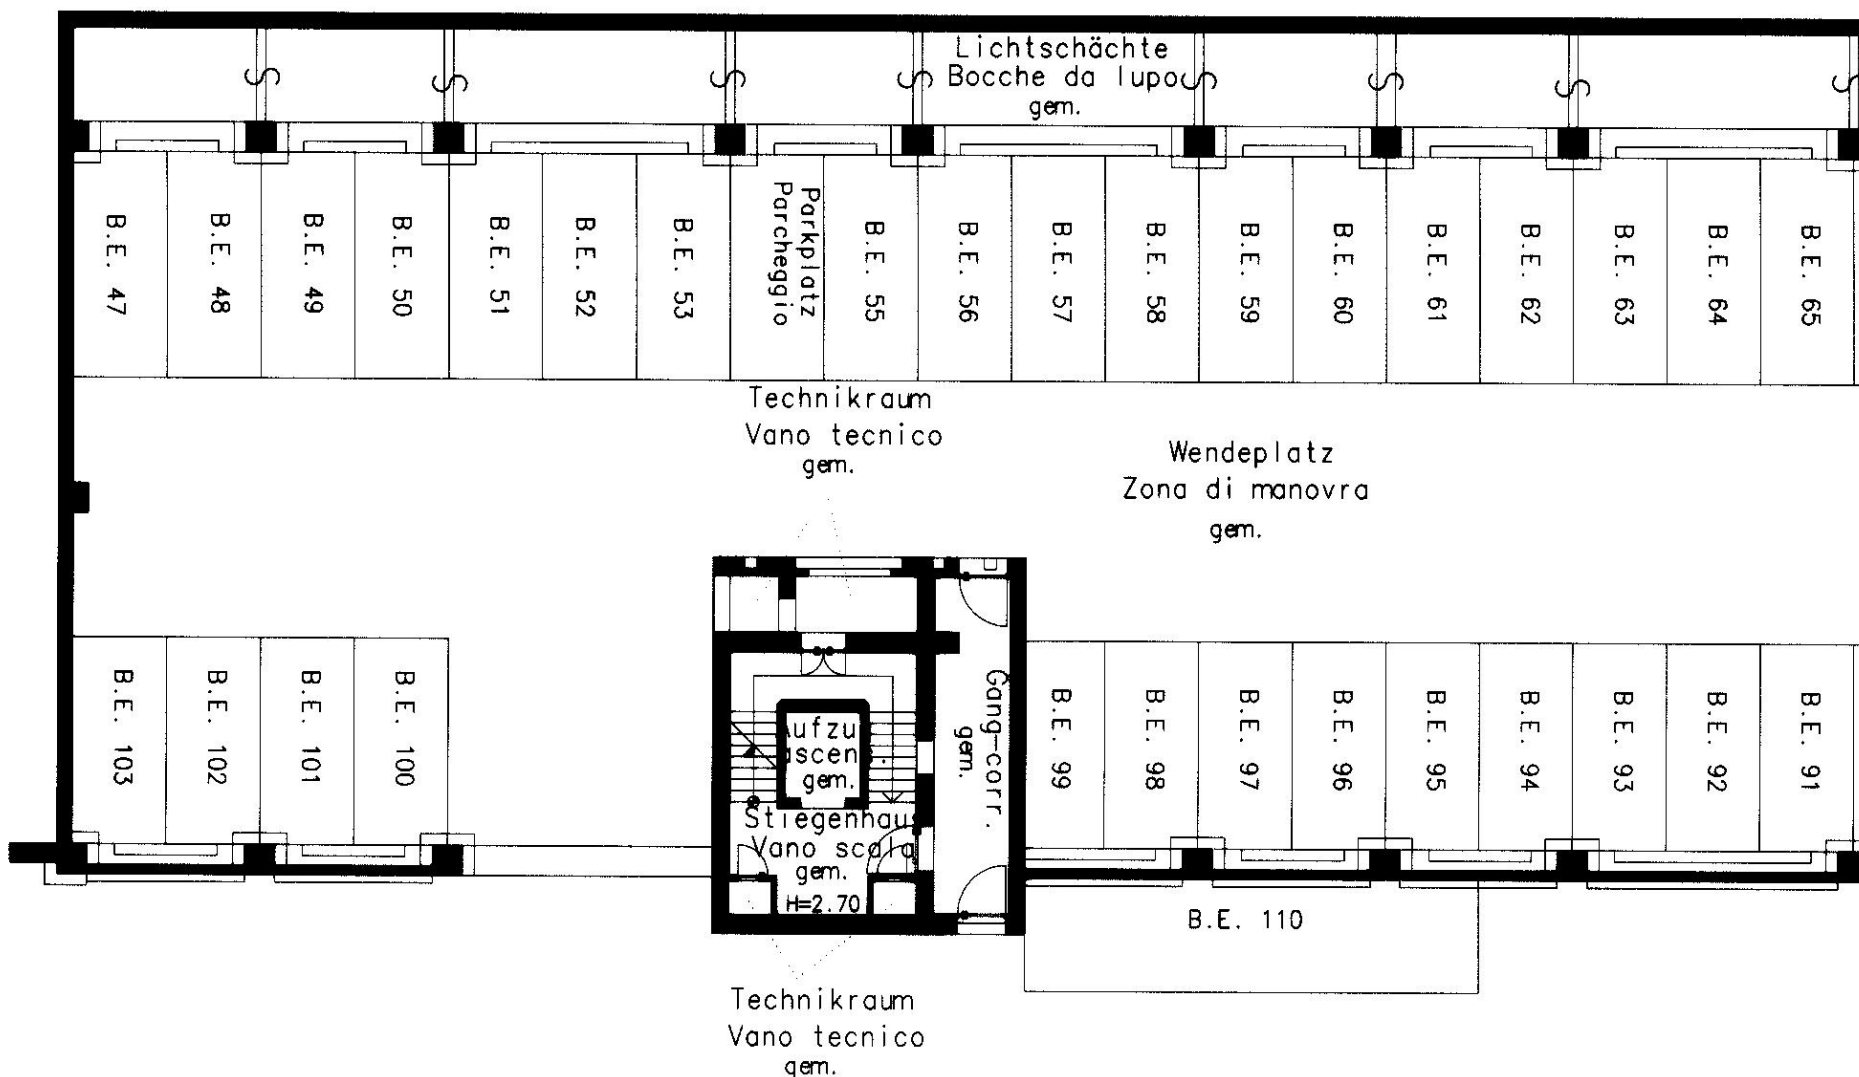 Lichtschächte
Bocche da lupo
gem.
S
S
S
S
S
S
S
S
B.E. 47
B.E. 48
B.E. 49
B.E. 50
B.E. 51
B.E. 52
B.E. 53
Parkplatz
Parcheggio
B.E. 55
B.E. 56
B.E. 57
B.E. 58
B.E. 59
B.E. 60
B.E. 61
B.E. 62
B.E. 63
B.E. 64
B.E. 65
Technikraum
Vano tecnico
gem.
Wendeplatz
Zona di manovra
gem.
B.E. 103
B.E. 102
B.E. 101
B.E. 100
Aufzu
ascens.
gem.
Stiegenhaus
Vano scala
gem.
H=2.70
Gang-corr.
gem.
B.E. 99
B.E. 98
B.E. 97
B.E. 96
B.E. 95
B.E. 94
B.E. 93
B.E. 92
B.E. 91
B.E. 110
Technikraum
Vano tecnico
gem.